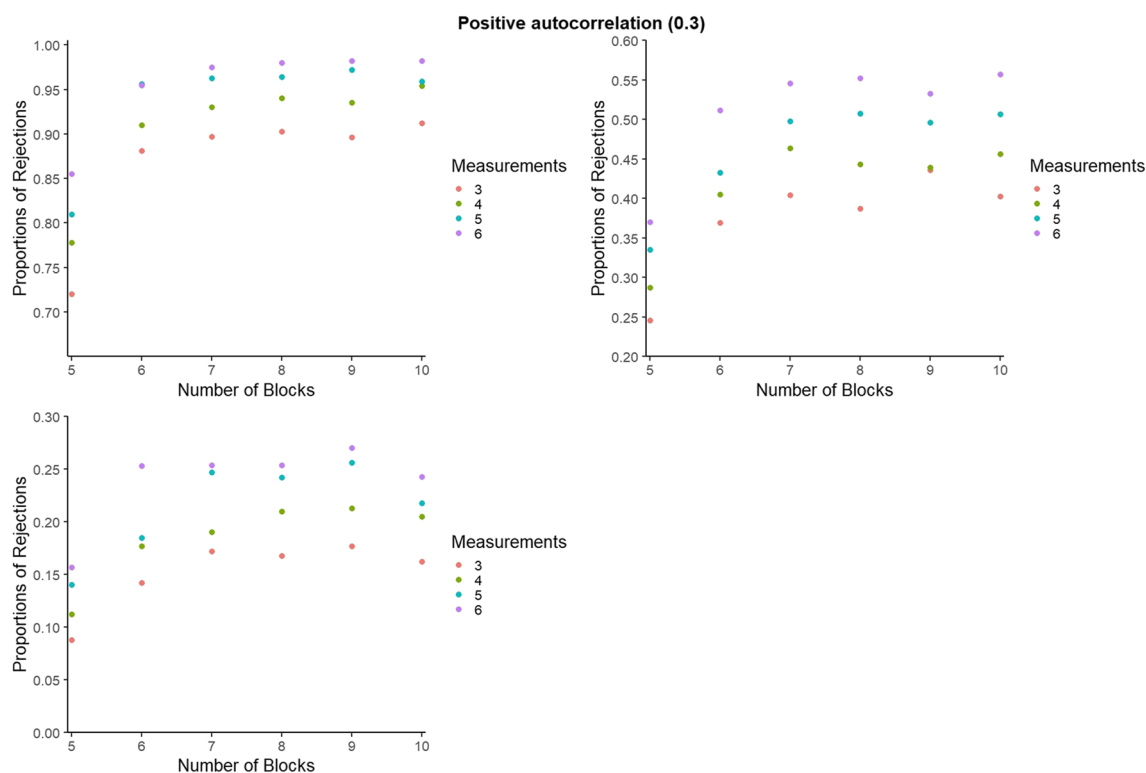 Positive autocorrelation (0.3)
Proportions of Rejections
1.00
0.95
0.90
0.85
0.80
0.75
0.70
5 6 7 8 9 10
Number of Blocks
Measurements
3
4
5
6
Proportions of Rejections
0.60
0.55
0.50
0.45
0.40
0.35
0.30
0.25
0.20
5 6 7 8 9 10
Number of Blocks
Measurements
3
4
5
6
Proportions of Rejections
0.30
0.25
0.20
0.15
0.10
0.05
0.00
5 6 7 8 9 10
Number of Blocks
Measurements
3
4
5
6